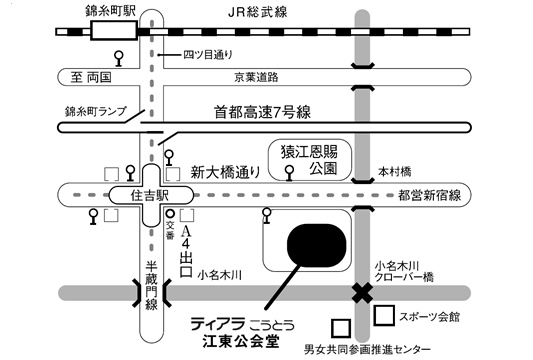 錦糸町駅
JR総武線
四ツ目通り
至 両国
京葉道路
錦糸町ランプ
首都高速7号線
猿江恩賜
公園
新大橋通り
本村橋
住吉駅
都営新宿線
交番
A4出口
半蔵門線
小名木川
小名木川
クローバー橋
ティアラこうとう
江東公会堂
スポーツ会館
男女共同参画推進センター